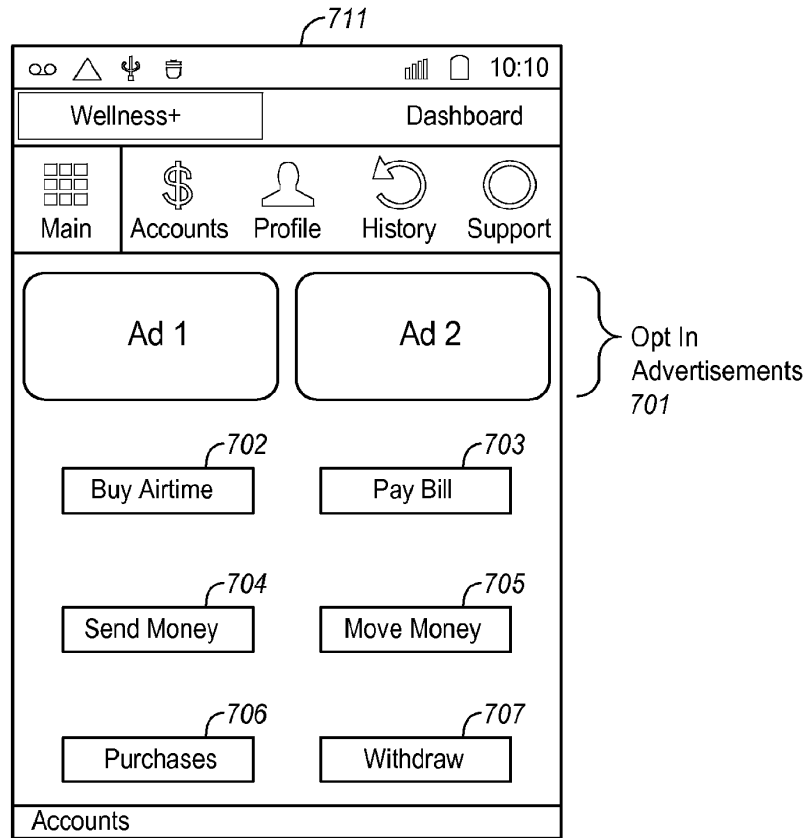 711
10:10
Wellness+ Dashboard
Main Accounts Profile History Support
Ad 1 Ad 2
Opt In
Advertisements
701
702 703
Buy Airtime Pay Bill
704 705
Send Money Move Money
706 707
Purchases Withdraw
Accounts